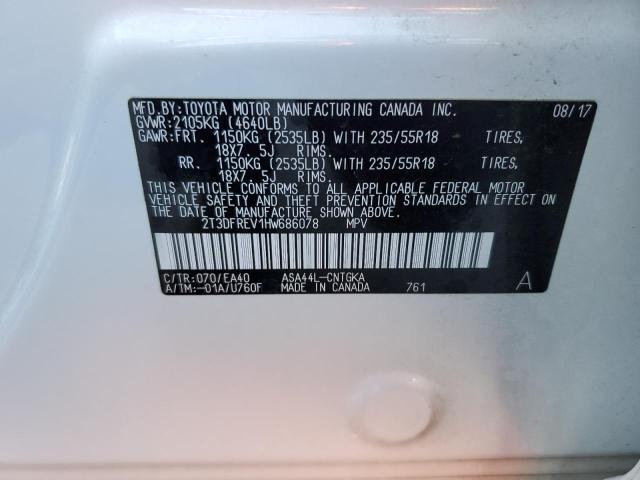 MFD.BY:TOYOTA MOTOR MANUFACTURING CANADA INC. 08/17
GVWR:2105KG (4640LB)
GAWR:FRT. 1150KG (2535LB) WITH 235/55R18 TIRES,
18X7. 5J RIMS.
RR. 1150KG (2535LB) WITH 235/55R18 TIRES,
18X7. 5J RIMS.
THIS VEHICLE CONFORMS TO ALL APPLICABLE FEDERAL MOTOR
VEHICLE SAFETY AND THEFT PREVENTION STANDARDS IN EFFECT ON
THE DATE OF MANUFACTURE SHOWN ABOVE.
2T3DFREV1HW686078 MPV
C/TR:070/EA40 ASA44L-CNTGKA
A/TM:-01A/U760F MADE IN CANADA 761 A